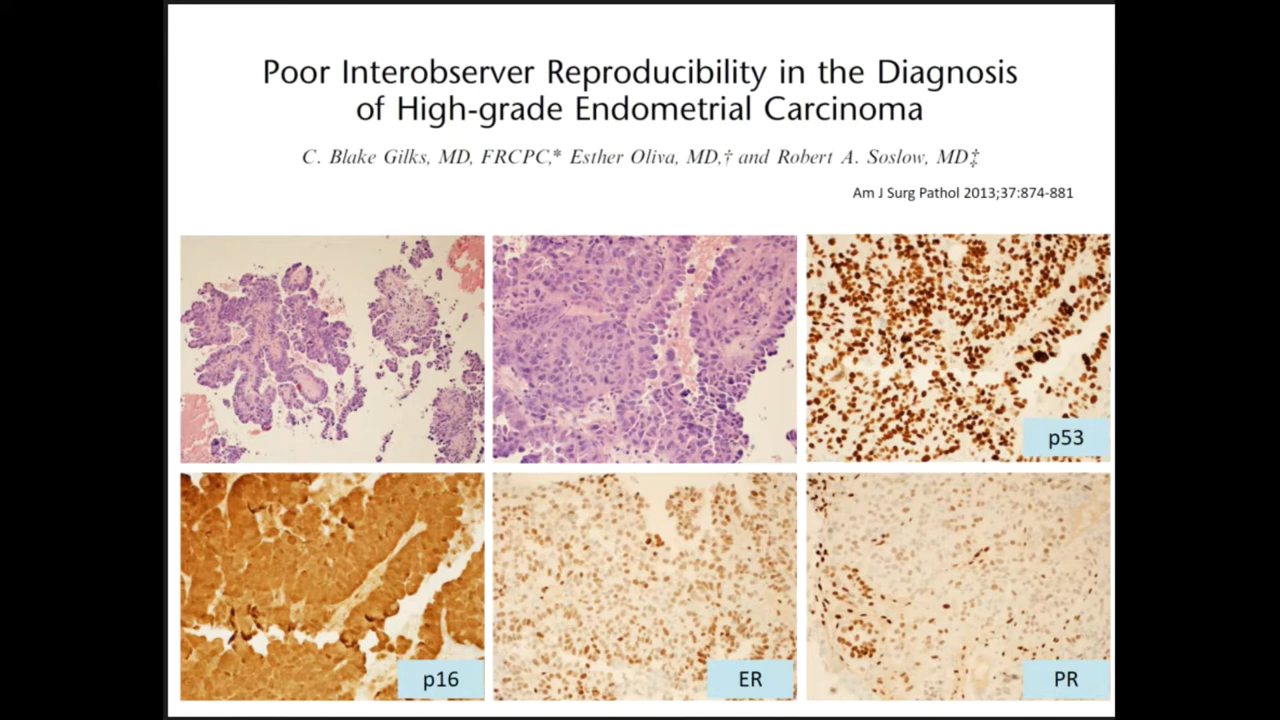 Poor Interobserver Reproducibility in the Diagnosis
of High-grade Endometrial Carcinoma
C. Blake Gilks, MD, FRCPC,* Esther Oliva, MD,† and Robert A. Soslow, MD‡
Am J Surg Pathol 2013;37:874-881
p53
p16
ER
PR